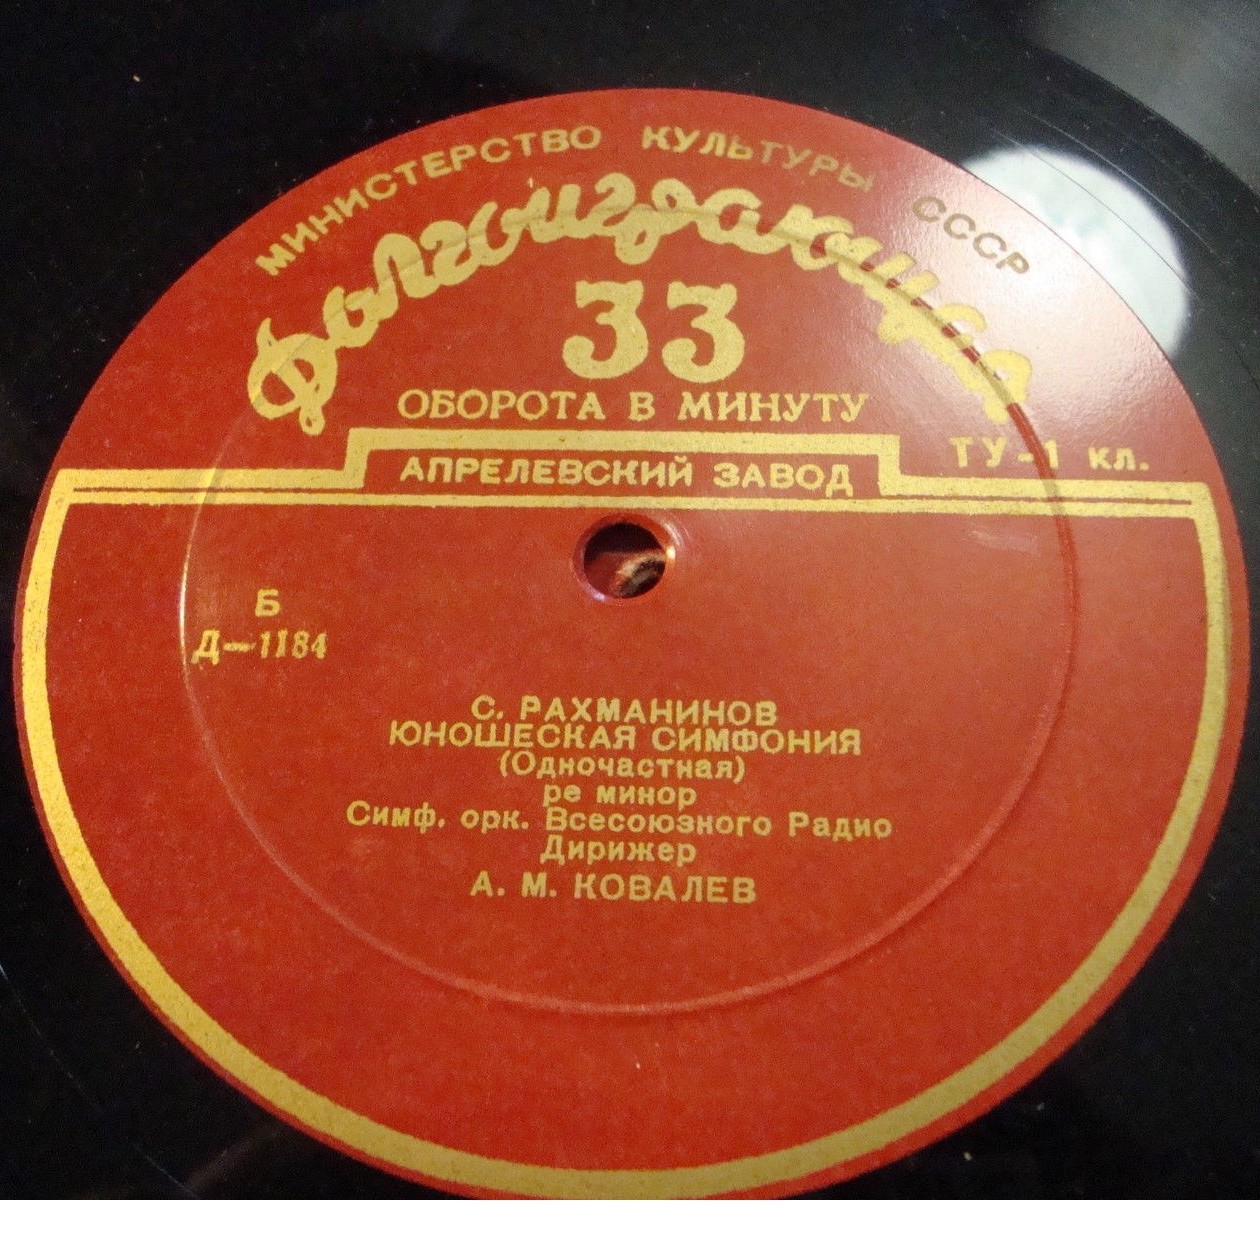 МИНИСТЕРСТВО КУЛЬТУРЫ СССР
Долгоиграющая
33
ОБОРОТА В МИНУТУ
АПРЕЛЕВСКИЙ ЗАВОД
ТУ-1 кл.
Б
Д—1184
С. РАХМАНИНОВ
ЮНОШЕСКАЯ СИМФОНИЯ
(Одночастная)
ре минор
Симф. орк. Всесоюзного Радио
Дирижер
А. М. КОВАЛЕВ